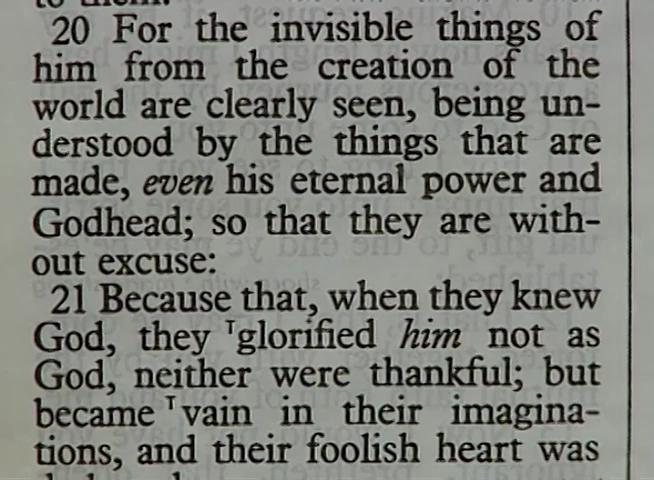 to them.
20 For the invisible things of
him from the creation of the
world are clearly seen, being un-
derstood by the things that are
made, even his eternal power and
Godhead; so that they are with-
out excuse:
21 Because that, when they knew
God, they ᵀglorified him not as
God, neither were thankful; but
became ᵀvain in their imagina-
tions, and their foolish heart was